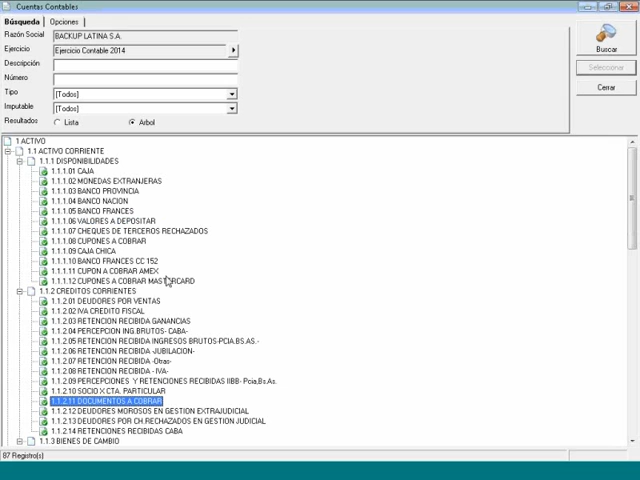 Cuentas Contables
Búsqueda Opciones
Razón Social BACKUP LATINA S.A.
Ejercicio Ejercicio Contable 2014
Descripción
Número
Tipo [Todos]
Imputable [Todos]
Resultados Lista Arbol
Buscar
Seleccionar
Cerrar
1 ACTIVO
1.1 ACTIVO CORRIENTE
1.1.1 DISPONIBILIDADES
1.1.1.01 CAJA
1.1.1.02 MONEDAS EXTRANJERAS
1.1.1.03 BANCO PROVINCIA
1.1.1.04 BANCO NACION
1.1.1.05 BANCO FRANCES
1.1.1.06 VALORES A DEPOSITAR
1.1.1.07 CHEQUES DE TERCEROS RECHAZADOS
1.1.1.08 CUPONES A COBRAR
1.1.1.09 CAJA CHICA
1.1.1.10 BANCO FRANCES CC 152
1.1.1.11 CUPON A COBRAR AMEX
1.1.1.12 CUPONES A COBRAR MASTERCARD
1.1.2 CREDITOS CORRIENTES
1.1.2.01 DEUDORES POR VENTAS
1.1.2.02 IVA CREDITO FISCAL
1.1.2.03 RETENCION RECIBIDA GANANCIAS
1.1.2.04 PERCEPCION ING.BRUTOS- CABA-
1.1.2.05 RETENCION RECIBIDA INGRESOS BRUTOS-PCIA.BS.AS.-
1.1.2.06 RETENCION RECIBIDA -JUBILACION-
1.1.2.07 RETENCION RECIBIDA -Otras-
1.1.2.08 RETENCION RECIBIDA - IVA-
1.1.2.09 PERCEPCIONES Y RETENCIONES RECIBIDAS IIBB- Pcia.Bs.As.
1.1.2.10 SOCIO X CTA. PARTICULAR
1.1.2.11 DOCUMENTOS A COBRAR
1.1.2.12 DEUDORES MOROSOS EN GESTION EXTRAJUDICIAL
1.1.2.13 DEUDORES POR CH.RECHAZADOS EN GESTION JUDICIAL
1.1.2.14 RETENCIONES RECIBIDAS CABA
1.1.3 BIENES DE CAMBIO
87 Registro(s)